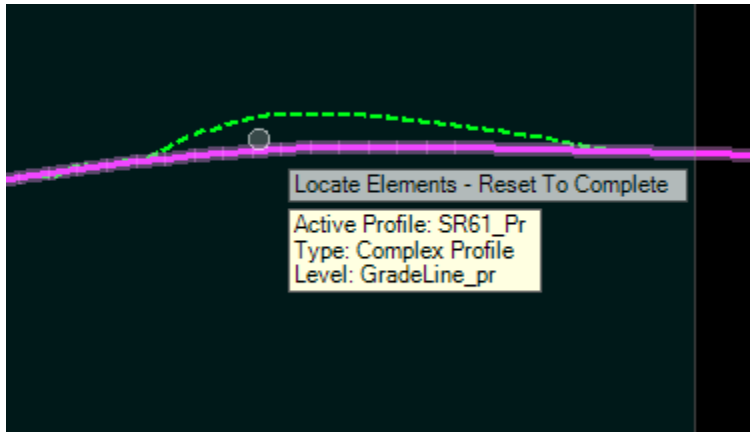 Locate Elements - Reset To Complete
Active Profile: SR61_Pr
Type: Complex Profile
Level: GradeLine_pr